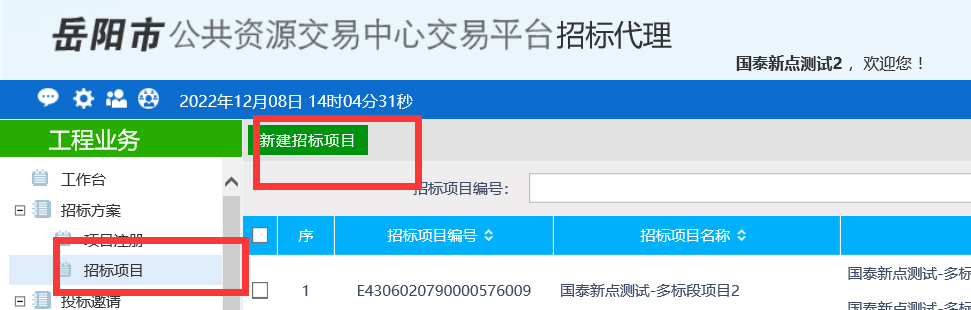 岳阳市公共资源交易中心交易平台招标代理
国泰新点测试2，欢迎您！
2022年12月08日 14时04分31秒
工程业务
新建招标项目
工作台
招标项目编号：
招标方案
项目注册
序 招标项目编号 招标项目名称
招标项目
国泰新点测试-多标
1 E4306020790000576009 国泰新点测试-多标段项目2
投标邀请
国泰新点测试-多标